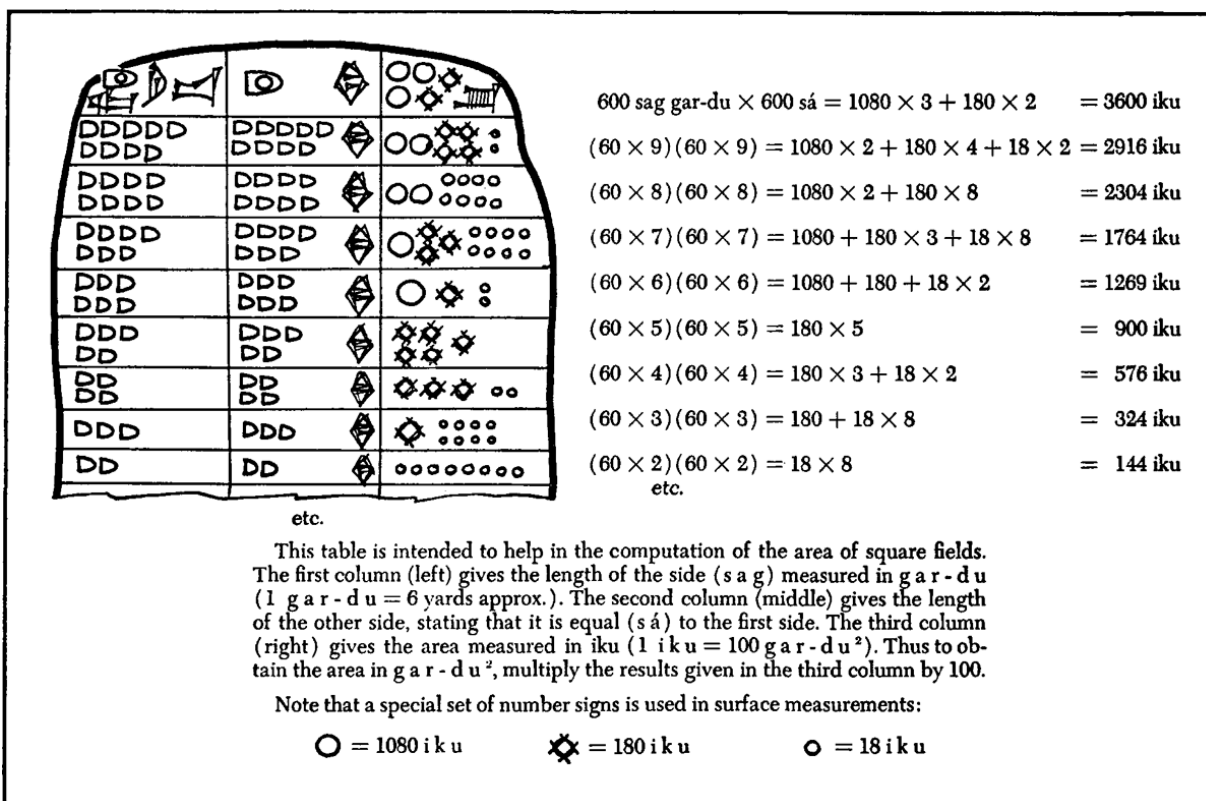 600 sag gar-du × 600 sá = 1080 × 3 + 180 × 2 = 3600 iku
(60 × 9)(60 × 9) = 1080 × 2 + 180 × 4 + 18 × 2 = 2916 iku
(60 × 8)(60 × 8) = 1080 × 2 + 180 × 8 = 2304 iku
(60 × 7)(60 × 7) = 1080 + 180 × 3 + 18 × 8 = 1764 iku
(60 × 6)(60 × 6) = 1080 + 180 + 18 × 2 = 1269 iku
(60 × 5)(60 × 5) = 180 × 5 = 900 iku
(60 × 4)(60 × 4) = 180 × 3 + 18 × 2 = 576 iku
(60 × 3)(60 × 3) = 180 + 18 × 8 = 324 iku
(60 × 2)(60 × 2) = 18 × 8 = 144 iku
etc.
etc.
This table is intended to help in the computation of the area of square fields.
The first column (left) gives the length of the side (sag) measured in gar-du
(1 gar-du = 6 yards approx.). The second column (middle) gives the length
of the other side, stating that it is equal (sá) to the first side. The third column
(right) gives the area measured in iku (1 iku = 100 gar-du²). Thus to ob-
tain the area in gar-du², multiply the results given in the third column by 100.
Note that a special set of number signs is used in surface measurements:
= 1080 iku = 180 iku = 18 iku